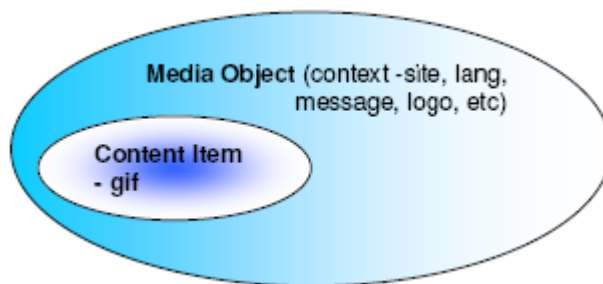 Media Object (context -site, lang,
message, logo, etc)
Content Item
- gif